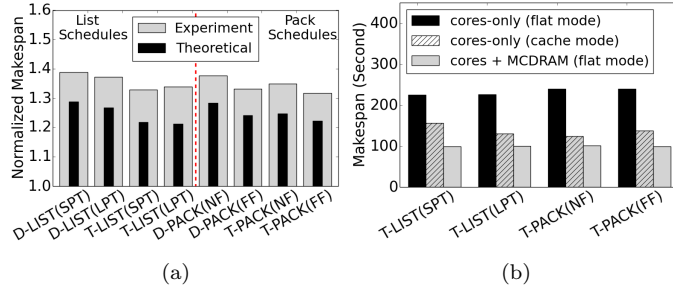 1.6
1.5
1.4
1.3
1.2
1.1
1.0
Normalized Makespan
List Schedules
Pack Schedules
Experiment
Theoretical
D-LIST(SPT)
D-LIST(LPT)
T-LIST(SPT)
T-LIST(LPT)
D-PACK(NF)
D-PACK(FF)
T-PACK(NF)
T-PACK(FF)
(a)
400
300
200
100
0
Makespan (Second)
cores-only (flat mode)
cores-only (cache mode)
cores + MCDRAM (flat mode)
T-LIST(SPT)
T-LIST(LPT)
T-PACK(NF)
T-PACK(FF)
(b)